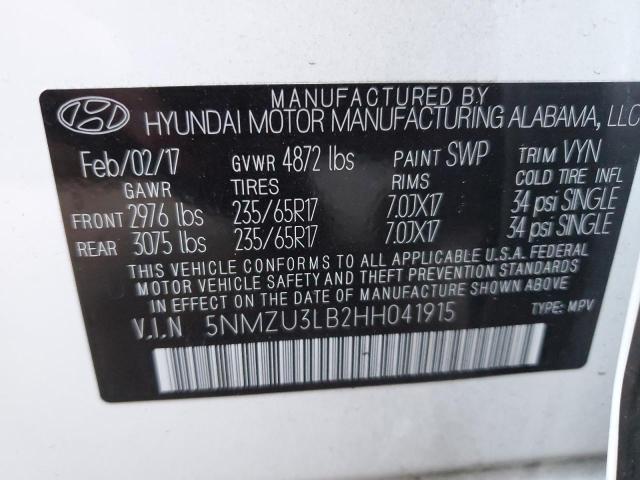 MANUFACTURED BY
HYUNDAI MOTOR MANUFACTURING ALABAMA, LLC
Feb/02/17 GVWR 4872 lbs PAINT SWP TRIM VYN
GAWR TIRES RIMS COLD TIRE INFL
FRONT 2976 lbs 235/65R17 7.0JX17 34 psi SINGLE
REAR 3075 lbs 235/65R17 7.0JX17 34 psi SINGLE
THIS VEHICLE CONFORMS TO ALL APPLICABLE U.S.A. FEDERAL
MOTOR VEHICLE SAFETY AND THEFT PREVENTION STANDARDS
IN EFFECT ON THE DATE OF MANUFACTURE SHOWN ABOVE
V.I.N 5NMZU3LB2HH041915 TYPE: MPV